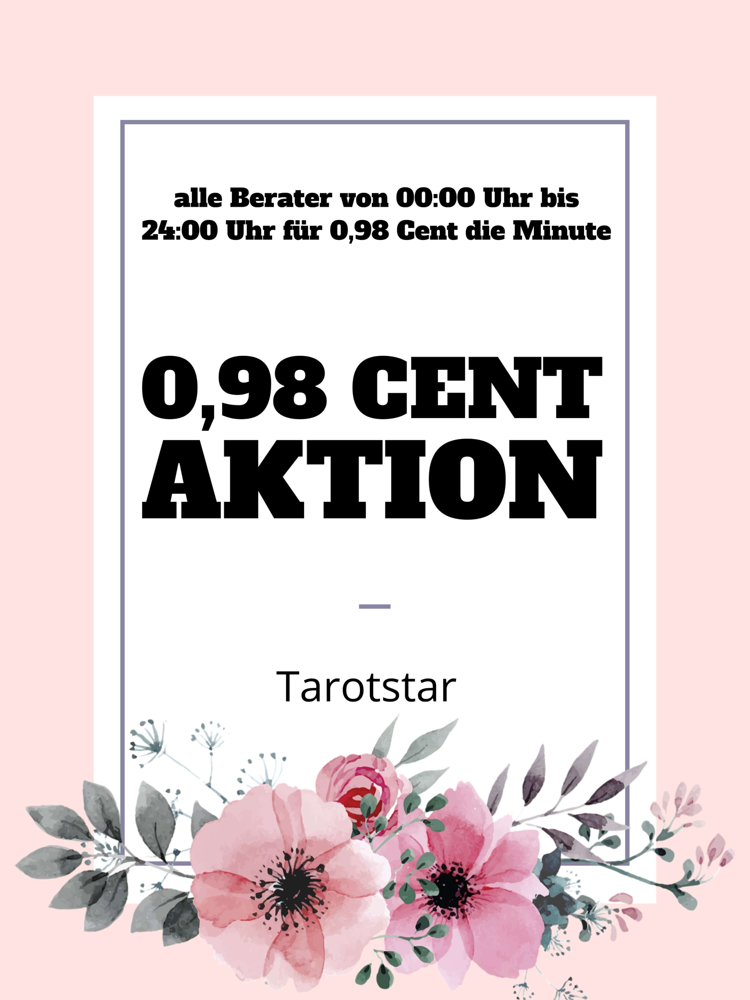 alle Berater von 00:00 Uhr bis
24:00 Uhr für 0,98 Cent die Minute
0,98 CENT
AKTION
Tarotstar